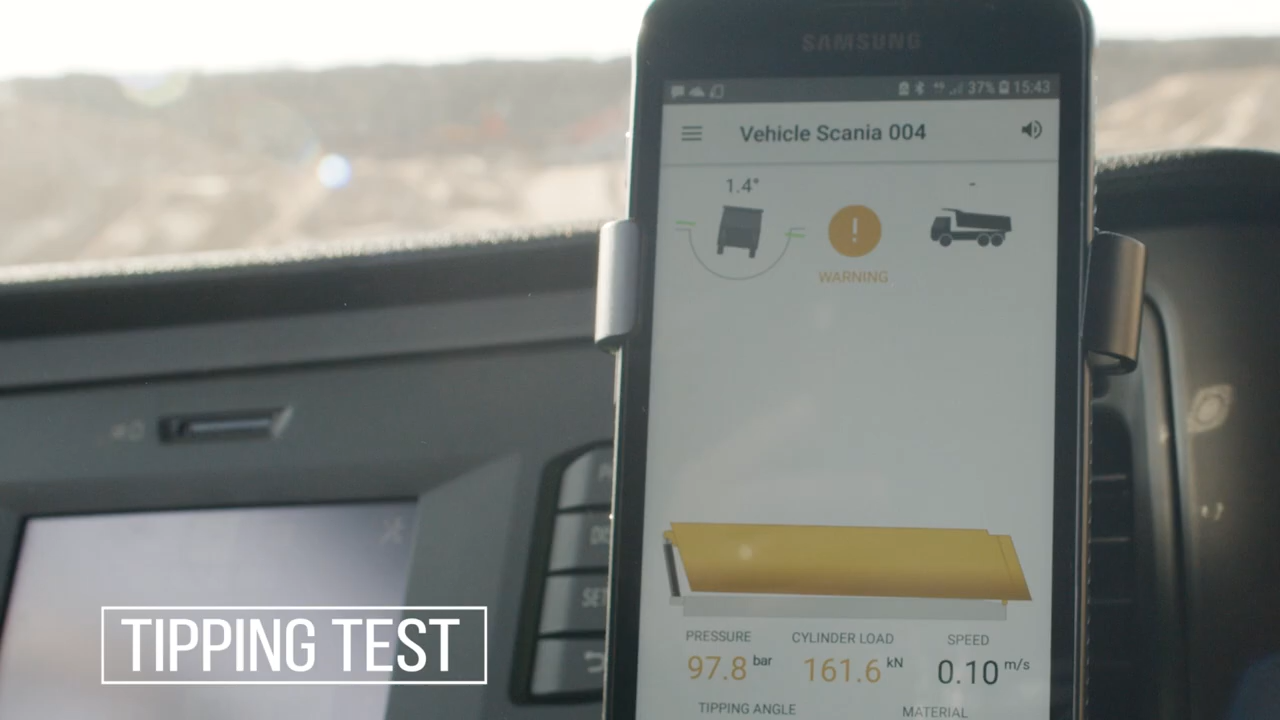 SAMSUNG
37% 15:43
Vehicle Scania 004
1.4°
-
!
WARNING
TIPPING TEST
PRESSURE CYLINDER LOAD SPEED
97.8 bar 161.6 kN 0.10 m/s
TIPPING ANGLE MATERIAL